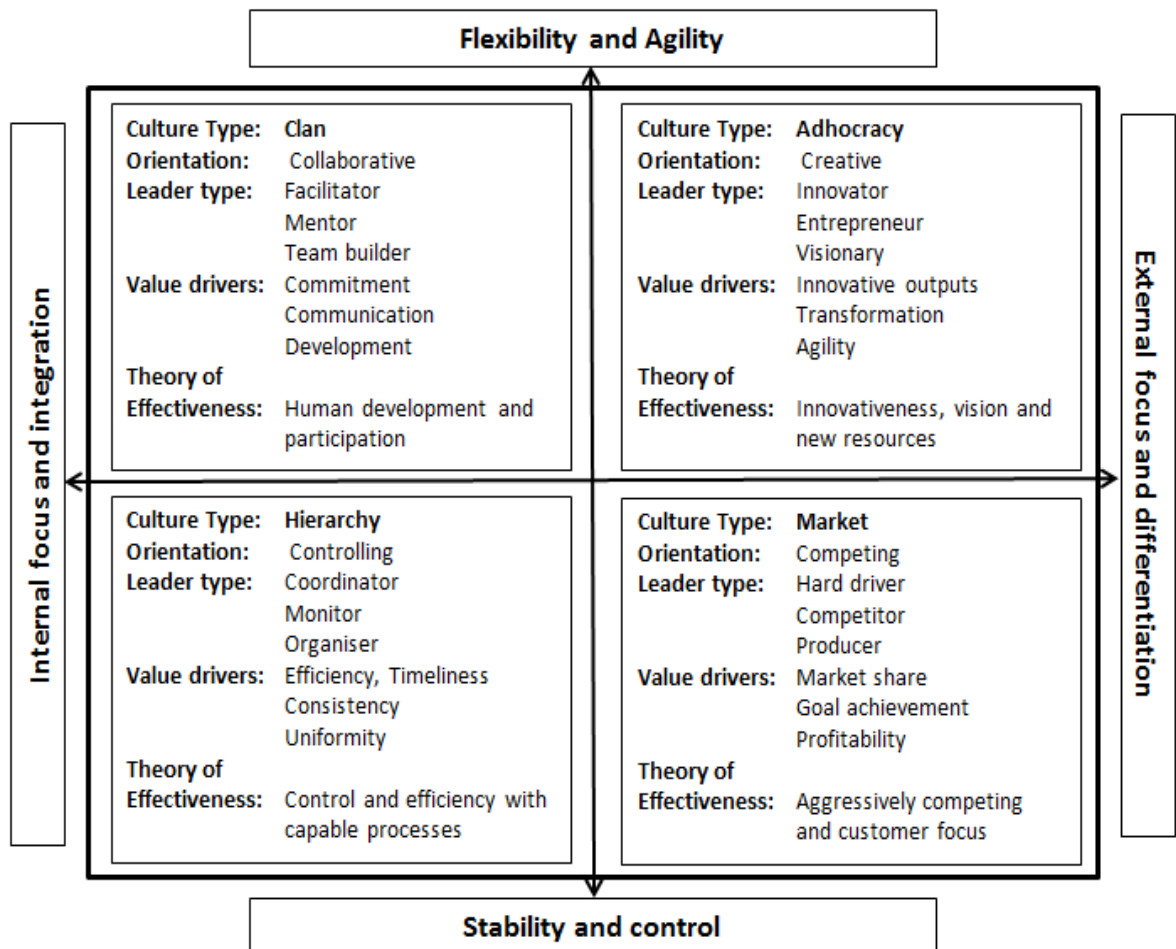 Flexibility and Agility
Internal focus and integration
Culture Type: Clan
Orientation: Collaborative
Leader type: Facilitator
Mentor
Team builder
Value drivers: Commitment
Communication
Development
Theory of
Effectiveness: Human development and
participation
Culture Type: Adhocracy
Orientation: Creative
Leader type: Innovator
Entrepreneur
Visionary
Value drivers: Innovative outputs
Transformation
Agility
Theory of
Effectiveness: Innovativeness, vision and
new resources
External focus and differentiation
Culture Type: Hierarchy
Orientation: Controlling
Leader type: Coordinator
Monitor
Organiser
Value drivers: Efficiency, Timeliness
Consistency
Uniformity
Theory of
Effectiveness: Control and efficiency with
capable processes
Culture Type: Market
Orientation: Competing
Leader type: Hard driver
Competitor
Producer
Value drivers: Market share
Goal achievement
Profitability
Theory of
Effectiveness: Aggressively competing
and customer focus
Stability and control